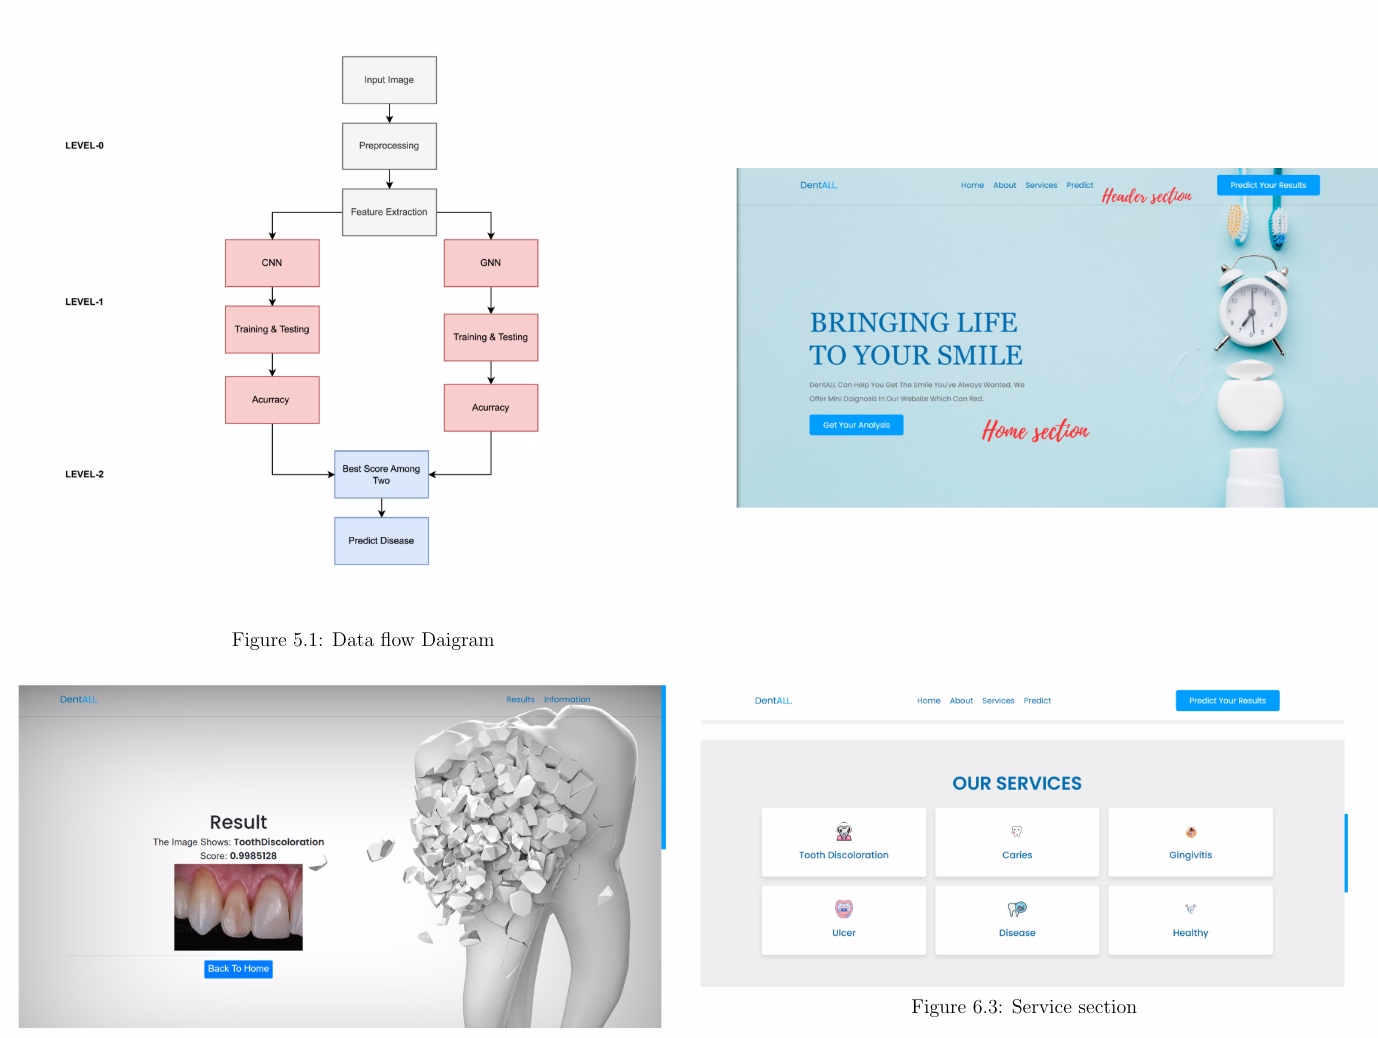 Input Image
LEVEL-0
Preprocessing
Feature Extraction
CNN
GNN
LEVEL-1
Training & Testing
Training & Testing
Acurracy
Acurracy
LEVEL-2
Best Score Among
Two
Predict Disease
Figure 5.1: Data flow Daigram
DentALL.
Home About Services Predict
Header section
Predict Your Results
BRINGING LIFE
TO YOUR SMILE
DentALL Can Help You Get The Smile You've Always Wanted. We
Offer Mini Daignosis In Our Website Which Can Red.
Get Your Analysis
Home section
DentALL.
Results Information
Result
The Image Shows: ToothDiscoloration
Score: 0.9985128
Back To Home
DentALL.
Home About Services Predict
Predict Your Results
OUR SERVICES
Tooth Discoloration
Caries
Gingivitis
Ulcer
Disease
Healthy
Figure 6.3: Service section